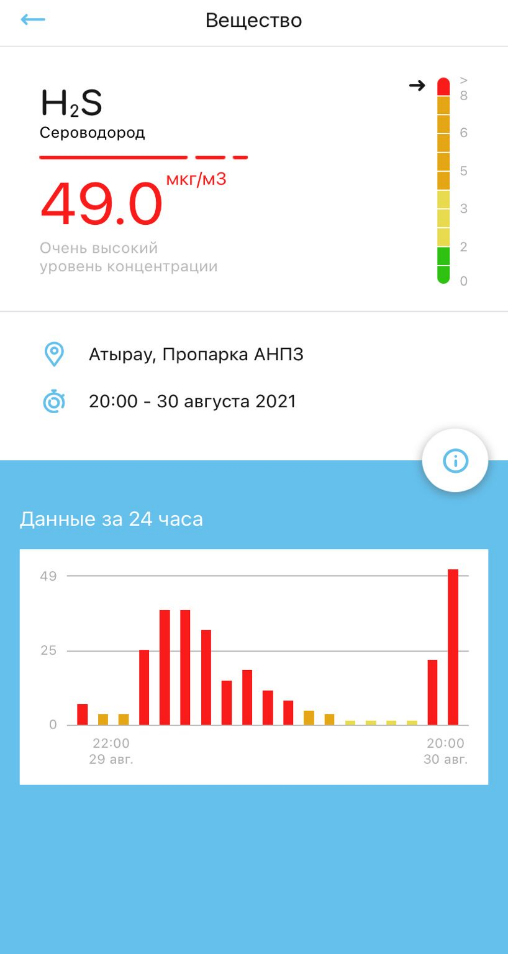 Вещество
H₂S
Сероводород
49.0 мкг/м3
Очень высокий
уровень концентрации
>
8
6
5
3
2
0
Атырау, Пропарка АНПЗ
20:00 - 30 августа 2021
Данные за 24 часа
49
25
0
22:00
29 авг.
20:00
30 авг.